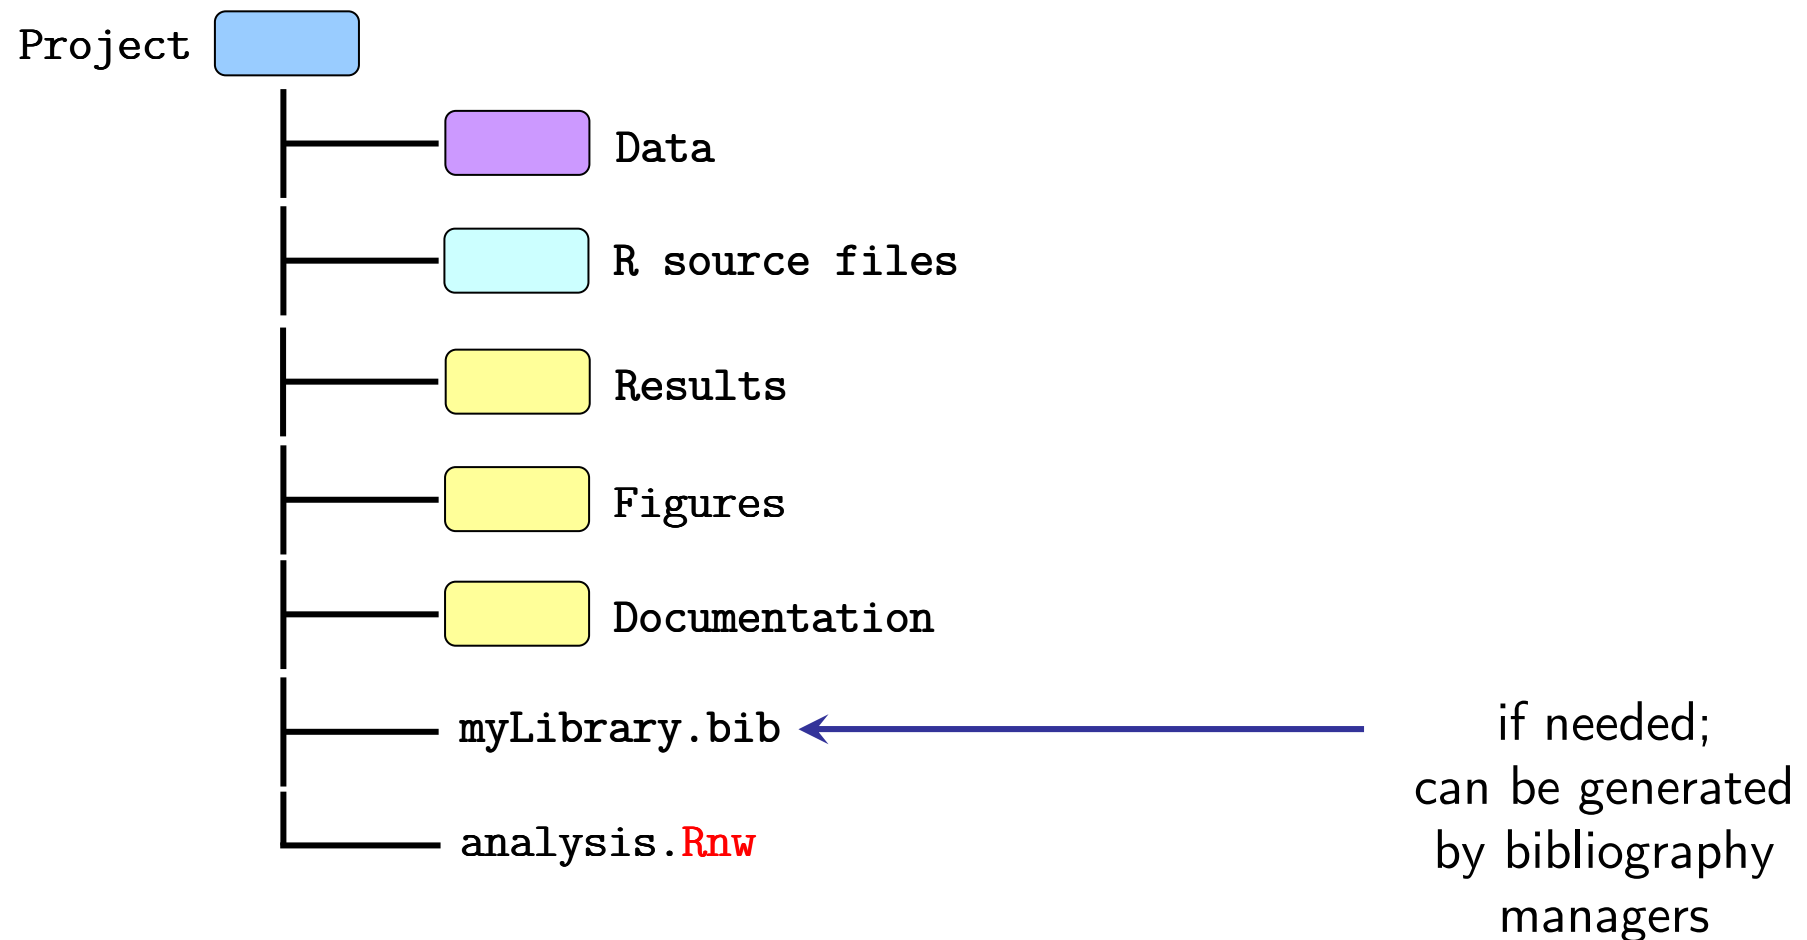 Project
Data
R source files
Results
Figures
Documentation
myLibrary.bib
if needed;
can be generated
by bibliography
managers
analysis.Rnw